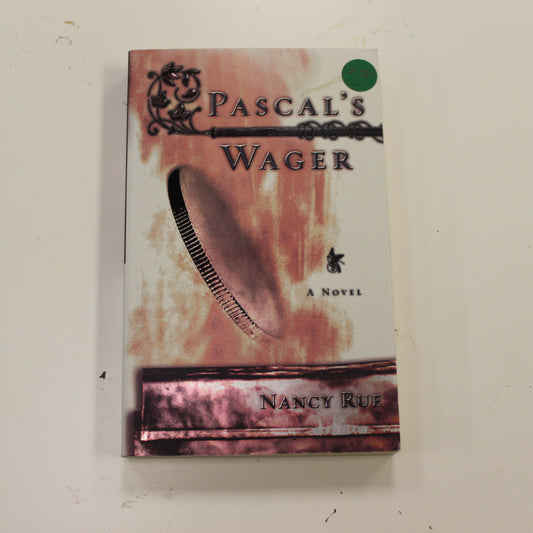 PASCAL'S
WAGER
A NOVEL
NANCY RUE